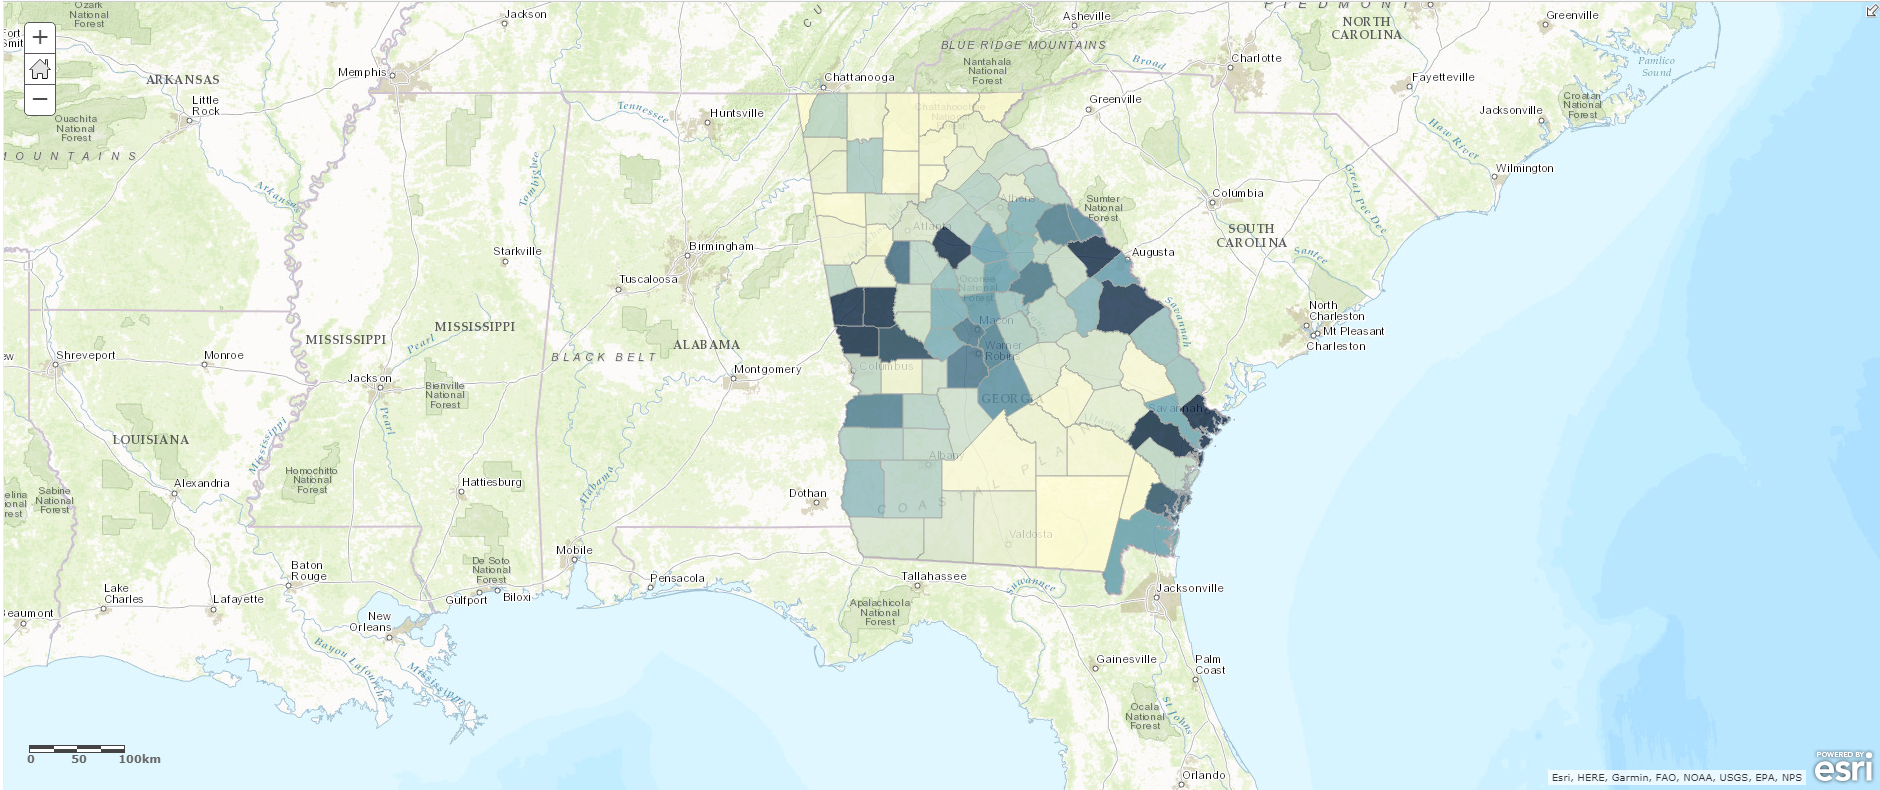 Ozark
National
Forest
Jackson
Asheville
PIEDMONT
NORTH
CAROLINA
Greenville
BLUE RIDGE MOUNTAINS
Fort
Smit
+
−
Memphis
ARKANSAS
Chattanooga
Nantahala
National
Forest
Broad
Charlotte
Fayetteville
Pamlico
Sound
Little
Rock
Tennessee
Huntsville
Chattahoochee
Greenville
Jacksonville
Croatan
National
Forest
Ouachita
National
Forest
MOUNTAINS
Haw River
Wilmington
Arkansas
Tombigbee
Great Pee Dee
Columbia
Sumter
National
Forest
Athens
SOUTH
CAROLINA
Santee
Starkville
Birmingham
Atlanta
Augusta
Tuscaloosa
Oconee
National
Forest
Savannah
North
Charleston
Mt Pleasant
Charleston
MISSISSIPPI
MISSISSIPPI
Pearl
Macon
Warner
Robins
ew
Shreveport
Monroe
ALABAMA
BLACK BELT
Columbus
Jackson
Montgomery
Bienville
National
Forest
GEORGIA
Savannah
Pearl
Altamaha
LOUISIANA
Mississippi
Albany
Homochitto
National
Forest
Hattiesburg
Alabama
Dothan
COASTAL PLAIN
Alexandria
elina
ional
rest
Sabine
National
Forest
Valdosta
Mobile
Baton
Rouge
De Soto
National
Forest
Pensacola
Tallahassee
Suwannee
Jacksonville
Lake
Charles
Lafayette
Gulfport
Biloxi
Beaumont
New
Orleans
Apalachicola
National
Forest
Bayou Lafourche
Mississippi
Gainesville
Palm
Coast
Ocala
National
Forest
St Johns
0 50 100km
Orlando
Esri, HERE, Garmin, FAO, NOAA, USGS, EPA, NPS
POWERED BY
esri